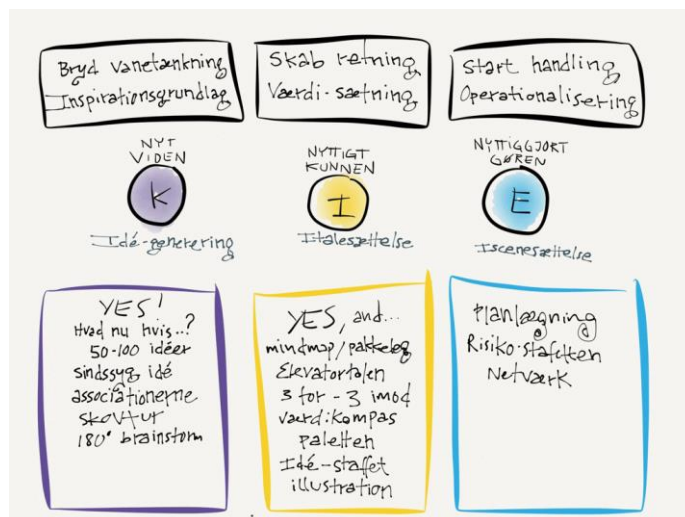 Bryd vanetænkning
Inspirationsgrundlag
Skab retning
Værdi-sætning
Start handling
Operationalisering
NYT
VIDEN
K
Idé-generering
NYTTIGT
KUNNEN
I
Italesættelse
NYTTIGGJORT
GØREN
E
Iscenesættelse
YES!
Hvad nu hvis..?
50-100 idéer
sindssyg idé
associationerne
skovtur
180° brainstorm
YES, and...
mindmap/pakkeleg
Elevatortalen
3 for - 3 imod
værdikompas
paletten
Idé-staffet
illustration
Planlægning
Risiko-stafetten
Netværk